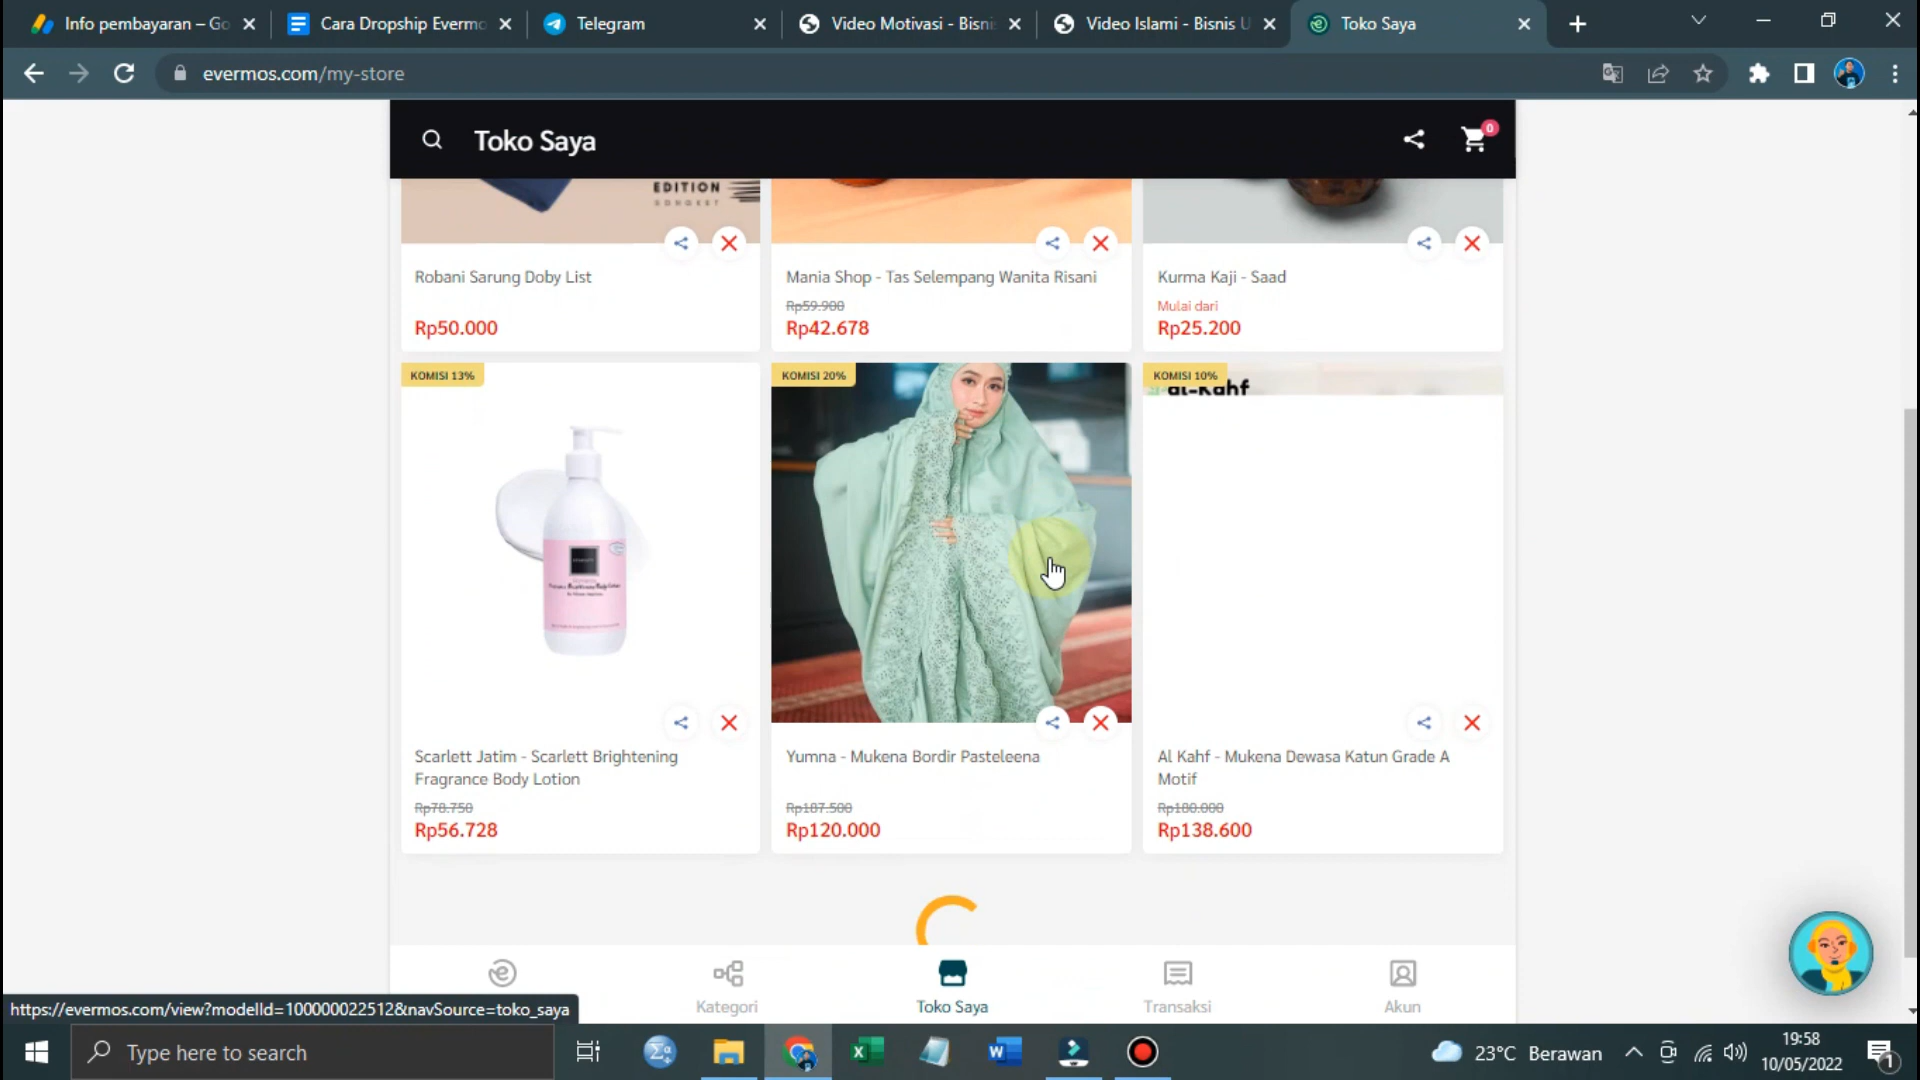 Info pembayaran – Go
Cara Dropship Evermo
Telegram
Video Motivasi - Bisni
Video Islami - Bisnis U
Toko Saya
evermos.com/my-store
Toko Saya
0
EDITION
SONGKET
Robani Sarung Doby List
Rp50.000
Mania Shop - Tas Selempang Wanita Risani
Rp59.900
Rp42.678
Kurma Kaji - Saad
Mulai dari
Rp25.200
KOMISI 13%
KOMISI 20%
KOMISI 10%
al-Kahf
Scarlett Jatim - Scarlett Brightening
Fragrance Body Lotion
Rp78.750
Rp56.728
Yumna - Mukena Bordir Pasteleena
Rp187.500
Rp120.000
Al Kahf - Mukena Dewasa Katun Grade A
Motif
Rp180.000
Rp138.600
Kategori
Toko Saya
Transaksi
Akun
https://evermos.com/view?modelId=100000022512&navSource=toko_saya
Type here to search
23°C Berawan
19:58
10/05/2022
1